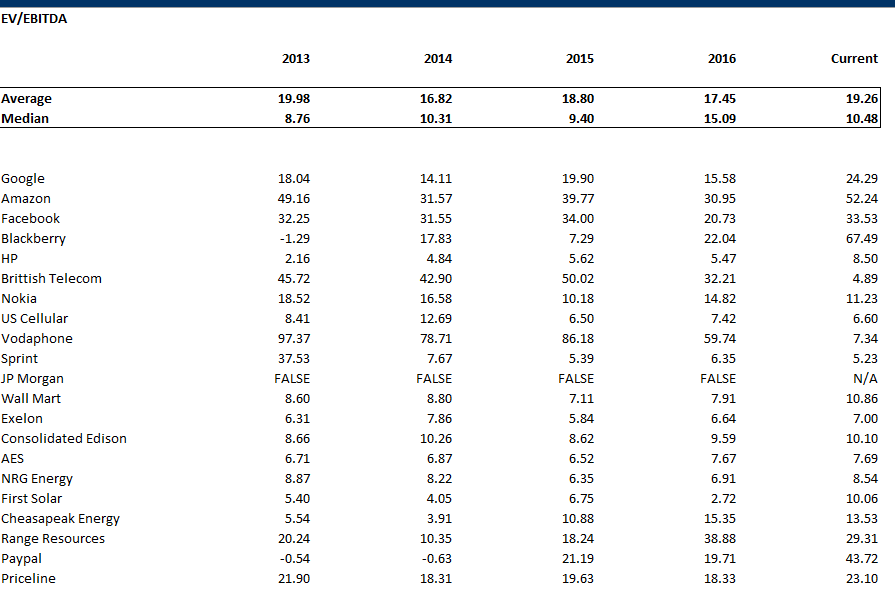 EV/EBITDA
2013 2014 2015 2016 Current
Average 19.98 16.82 18.80 17.45 19.26
Median 8.76 10.31 9.40 15.09 10.48
Google 18.04 14.11 19.90 15.58 24.29
Amazon 49.16 31.57 39.77 30.95 52.24
Facebook 32.25 31.55 34.00 20.73 33.53
Blackberry -1.29 17.83 7.29 22.04 67.49
HP 2.16 4.84 5.62 5.47 8.50
Brittish Telecom 45.72 42.90 50.02 32.21 4.89
Nokia 18.52 16.58 10.18 14.82 11.23
US Cellular 8.41 12.69 6.50 7.42 6.60
Vodaphone 97.37 78.71 86.18 59.74 7.34
Sprint 37.53 7.67 5.39 6.35 5.23
JP Morgan FALSE FALSE FALSE FALSE N/A
Wall Mart 8.60 8.80 7.11 7.91 10.86
Exelon 6.31 7.86 5.84 6.64 7.00
Consolidated Edison 8.66 10.26 8.62 9.59 10.10
AES 6.71 6.87 6.52 7.67 7.69
NRG Energy 8.87 8.22 6.35 6.91 8.54
First Solar 5.40 4.05 6.75 2.72 10.06
Cheasapeak Energy 5.54 3.91 10.88 15.35 13.53
Range Resources 20.24 10.35 18.24 38.88 29.31
Paypal -0.54 -0.63 21.19 19.71 43.72
Priceline 21.90 18.31 19.63 18.33 23.10